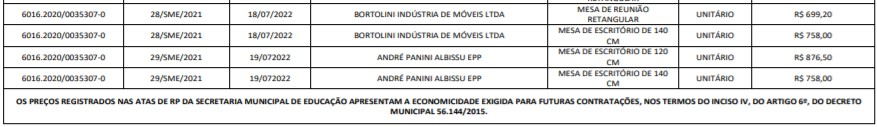 RETANGULAR
6016.2020/0035307-0 28/SME/2021 18/07/2022 BORTOLINI INDÚSTRIA DE MÓVEIS LTDA MESA DE REUNIÃO RETANGULAR UNITÁRIO R$ 699,20
6016.2020/0035307-0 28/SME/2021 18/07/2022 BORTOLINI INDÚSTRIA DE MÓVEIS LTDA MESA DE ESCRITÓRIO DE 140 CM UNITÁRIO R$ 758,00
6016.2020/0035307-0 29/SME/2021 19/072022 ANDRÉ PANINI ALBISSU EPP MESA DE ESCRITÓRIO DE 120 CM UNITÁRIO R$ 876,50
6016.2020/0035307-0 29/SME/2021 19/072022 ANDRÉ PANINI ALBISSU EPP MESA DE ESCRITÓRIO DE 140 CM UNITÁRIO R$ 758,00
OS PREÇOS REGISTRADOS NAS ATAS DE RP DA SECRETARIA MUNICIPAL DE EDUCAÇÃO APRESENTAM A ECONOMICIDADE EXIGIDA PARA FUTURAS CONTRATAÇÕES, NOS TERMOS DO INCISO IV, DO ARTIGO 6º, DO DECRETO
MUNICIPAL 56.144/2015.